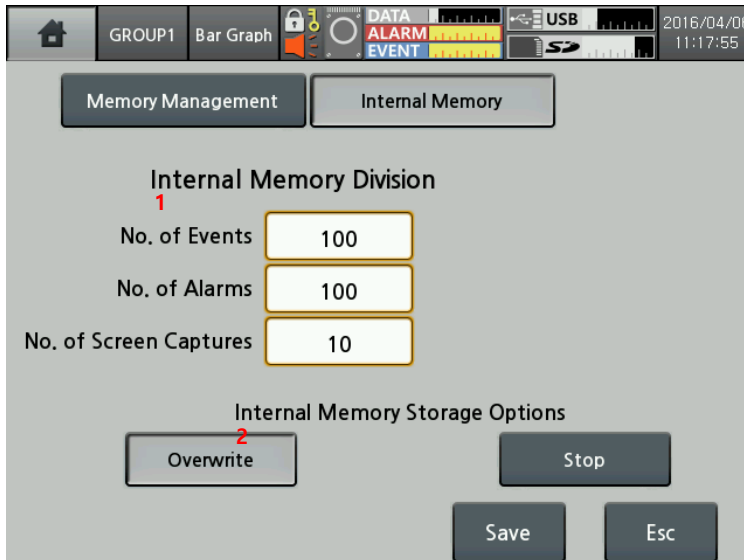 GROUP1 Bar Graph DATA ALARM EVENT USB SD 2016/04/06 11:17:55
Memory Management Internal Memory
Internal Memory Division
1
No. of Events 100
No. of Alarms 100
No. of Screen Captures 10
Internal Memory Storage Options
2
Overwrite Stop
Save Esc